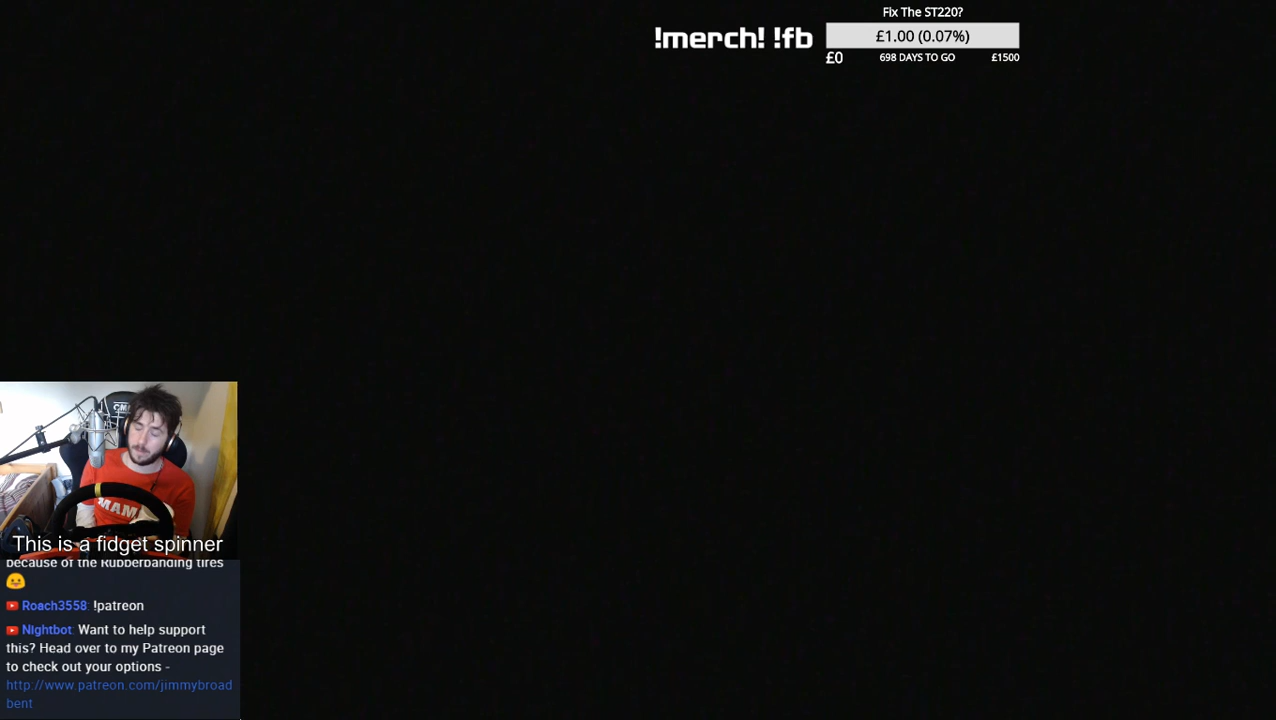 Fix The ST220?
!merch! !fb
£1.00 (0.07%)
£0
698 DAYS TO GO
£1500
MAM
This is a fidget spinner
because of the Rubberbanding tires
😛
Roach3558: !patreon
Nightbot: Want to help support
this? Head over to my Patreon page
to check out your options -
http://www.patreon.com/jimmybroad
bent